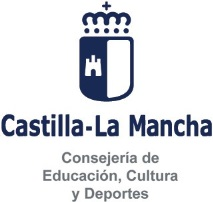 Castilla-La Mancha
Consejería de
Educación, Cultura
y Deportes